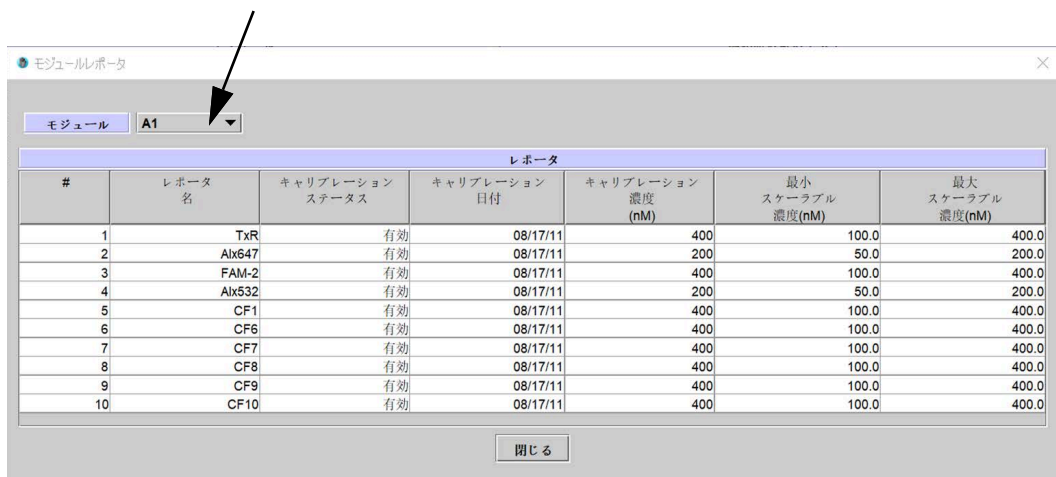 モジュールレポータ
モジュール A1
レポータ
# レポータ名 キャリブレーションステータス キャリブレーション日付 キャリブレーション濃度(nM) 最小スケーラブル濃度(nM) 最大スケーラブル濃度(nM)
1 TxR 有効 08/17/11 400 100.0 400.0
2 Alx647 有効 08/17/11 200 50.0 200.0
3 FAM-2 有効 08/17/11 400 100.0 400.0
4 Alx532 有効 08/17/11 200 50.0 200.0
5 CF1 有効 08/17/11 400 100.0 400.0
6 CF6 有効 08/17/11 400 100.0 400.0
7 CF7 有効 08/17/11 400 100.0 400.0
8 CF8 有効 08/17/11 400 100.0 400.0
9 CF9 有効 08/17/11 400 100.0 400.0
10 CF10 有効 08/17/11 400 100.0 400.0
閉じる